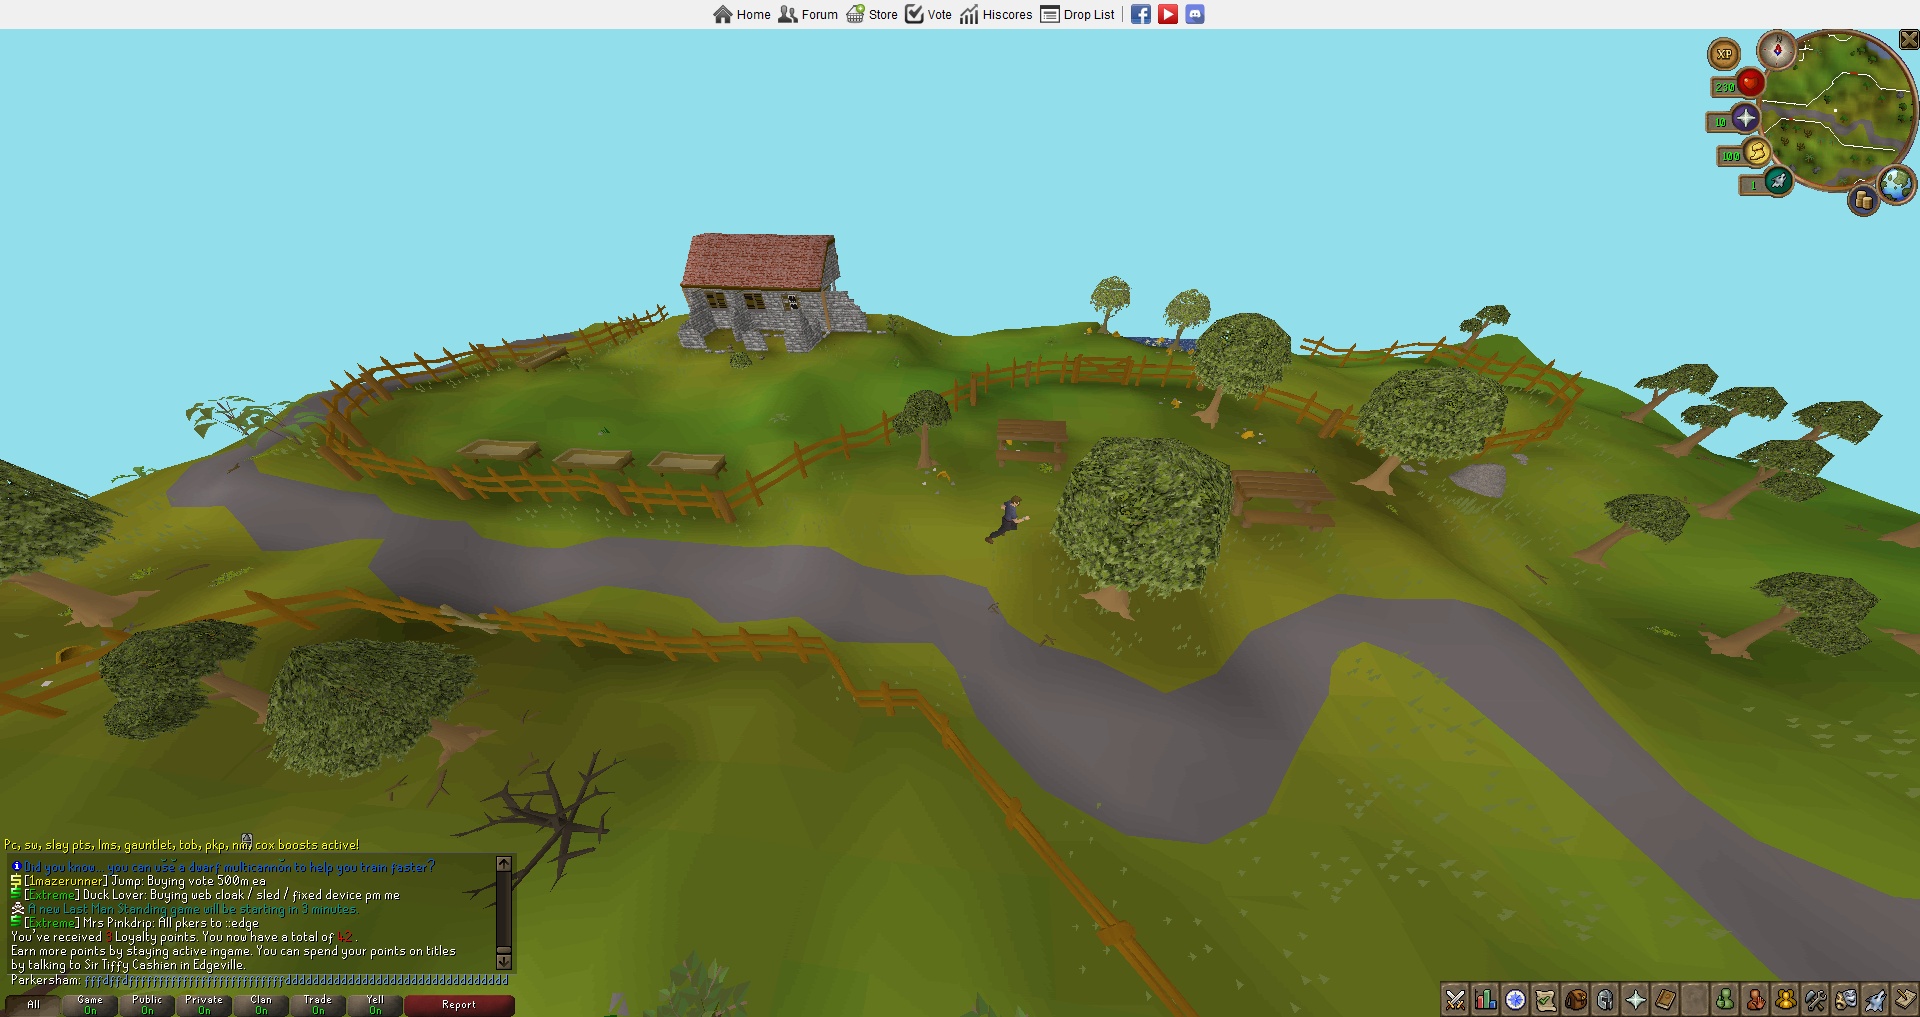 Home Forum Store Vote Hiscores Drop List
XP
230
10
100
1
N
Pc, sw, slay pts, lms, gauntlet, tob, pkp, nm, cox boosts active!
Did you know... you can use a dwarf multicannon to help you train faster?
[1mazerunner] Jump: Buying vote 500m ea
[Extreme] Duck Lover: Buying web cloak / sled / fixed device pm me
A new Last Man Standing game will be starting in 3 minutes.
[Extreme] Mrs Pinkdrip: All pkers to ::edge
You've received 3 Loyalty points. You now have a total of 42.
Earn more points by staying active ingame. You can spend your points on titles
by talking to Sir Tiffy Cashien in Edgeville.
Parkersham:
All Game On Public On Private On Clan On Trade On Yell On Report